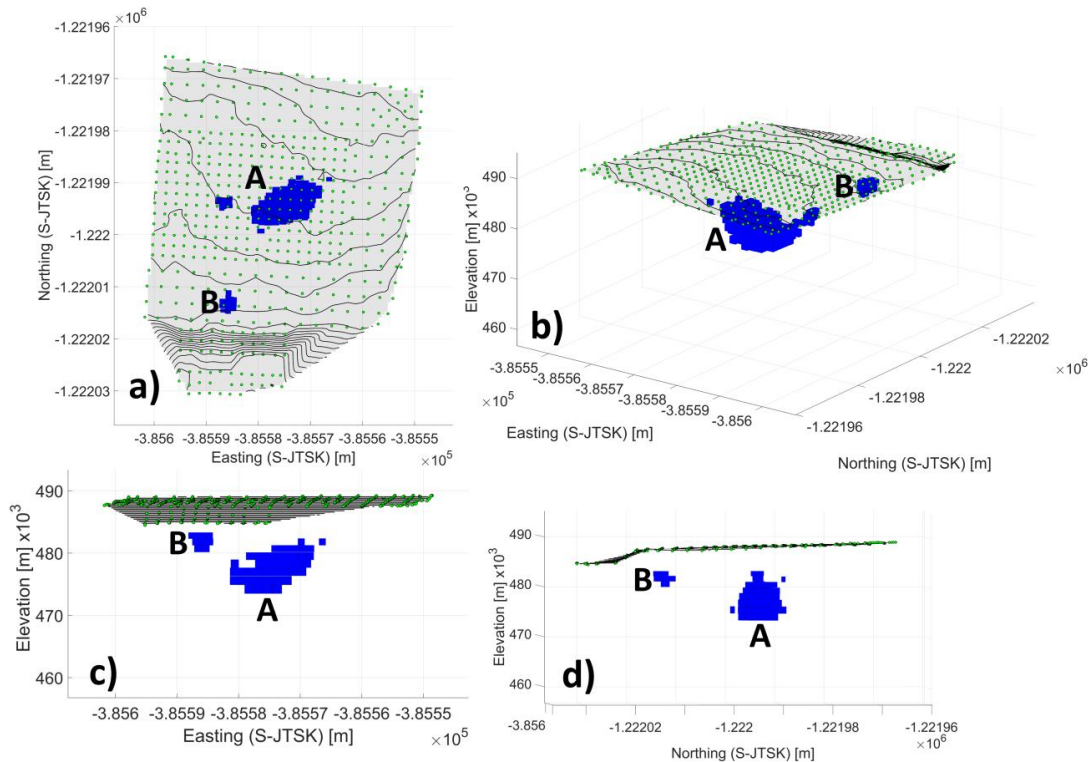 ×10⁶
-1.22196
-1.22197
-1.22198
-1.22199
-1.222
-1.22201
-1.22202
-1.22203
Northing (S-JTSK) [m]
A
B
a)
-3.856 -3.8559 -3.8558 -3.8557 -3.8556 -3.8555
Easting (S-JTSK) [m]
×10⁵
490
480
470
460
Elevation [m] x10³
A
B
b)
-3.8555
-3.8556
-3.8557
-3.8558
-3.8559
-3.856
×10⁵
Easting (S-JTSK) [m]
-1.22202
-1.222
-1.22198
-1.22196
×10⁶
Northing (S-JTSK) [m]
490
480
470
460
Elevation [m] x10³
B
A
c)
-3.856 -3.8559 -3.8558 -3.8557 -3.8556 -3.8555
Easting (S-JTSK) [m]
×10⁵
490
480
470
460
Elevation [m] x10³
B
A
d)
-3.856
-1.22202 -1.222 -1.22198 -1.22196
×10⁶
Northing (S-JTSK) [m]